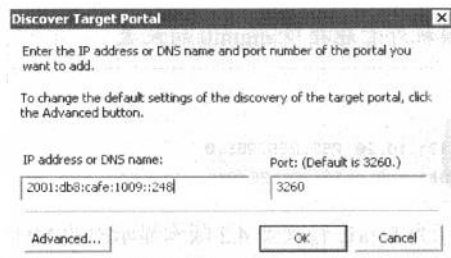 Discover Target Portal
Enter the IP address or DNS name and port number of the portal you
want to add.
To change the default settings of the discovery of the target portal, click
the Advanced button.
IP address or DNS name:
Port: (Default is 3260.)
2001:db8:cafe:1009::248
3260
Advanced...
OK
Cancel